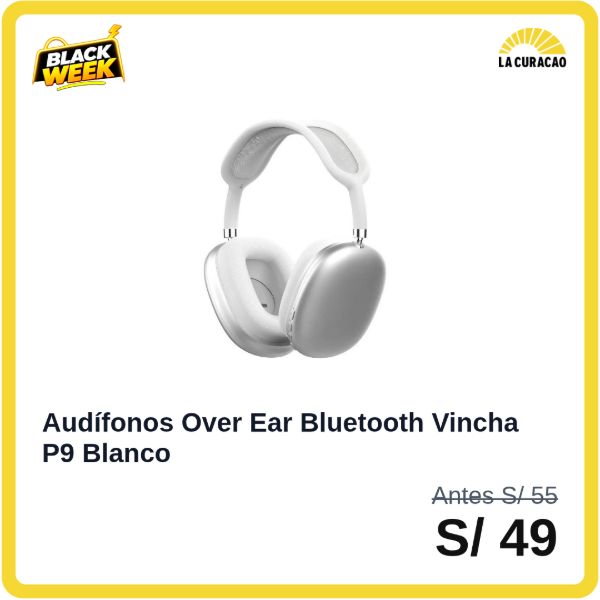 BLACK
WEEK
LA CURACAO
Audífonos Over Ear Bluetooth Vincha
P9 Blanco
Antes S/ 55
S/ 49